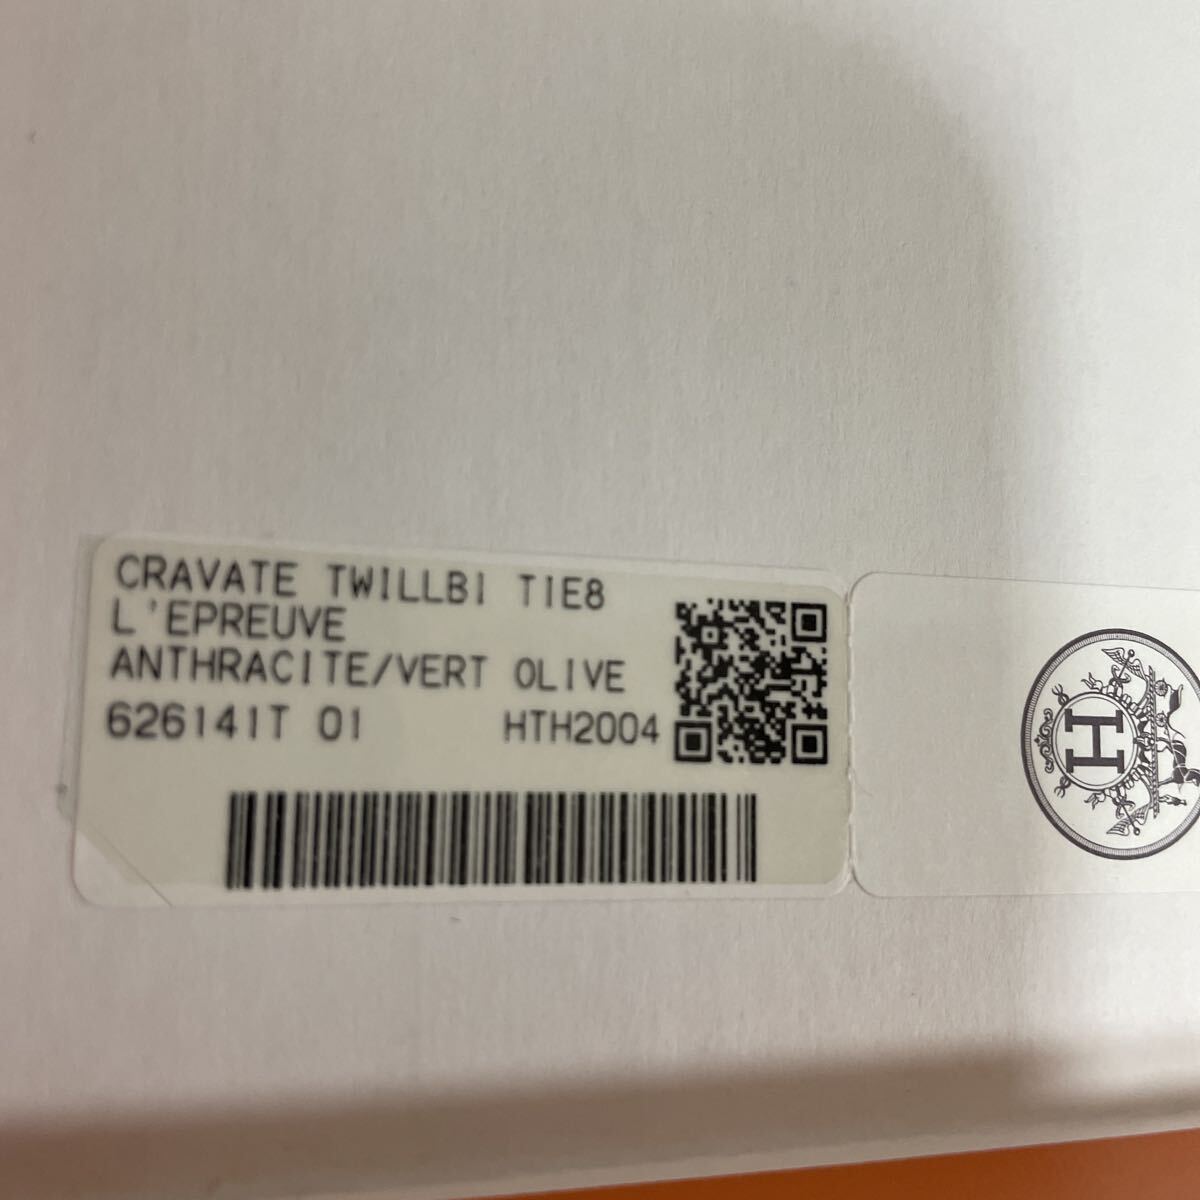 CRAVATE TWILLBI TIE8
L'EPREUVE
ANTHRACITE/VERT OLIVE
626141T 01 HTH2004
H